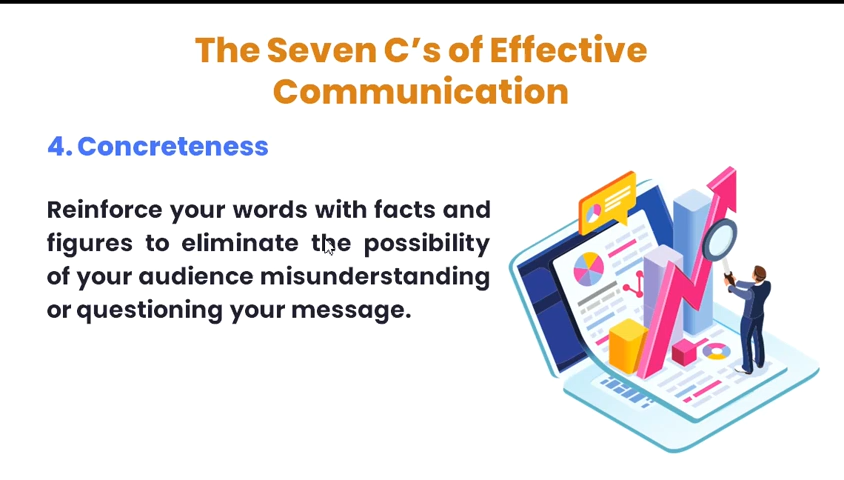 The Seven C’s of Effective
Communication
4. Concreteness
Reinforce your words with facts and
figures to eliminate the possibility
of your audience misunderstanding
or questioning your message.